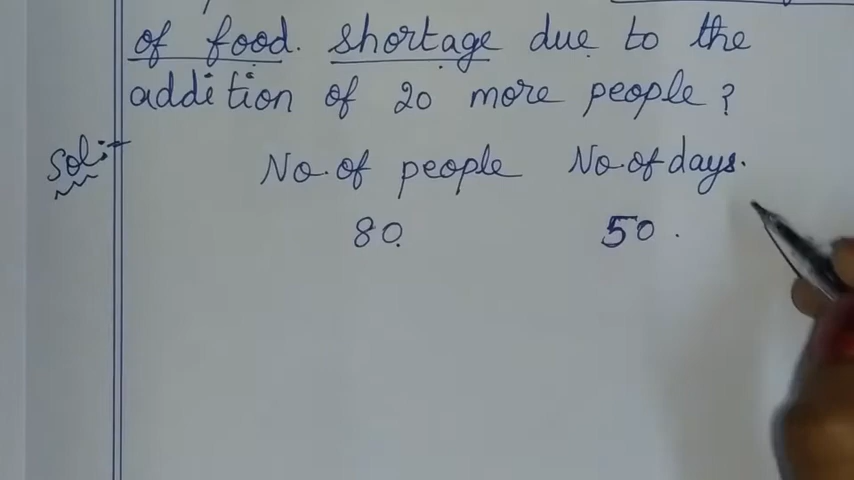 of food. shortage due to the
addition of 20 more people?
Sol:-
No. of people No. of days.
80. 50.